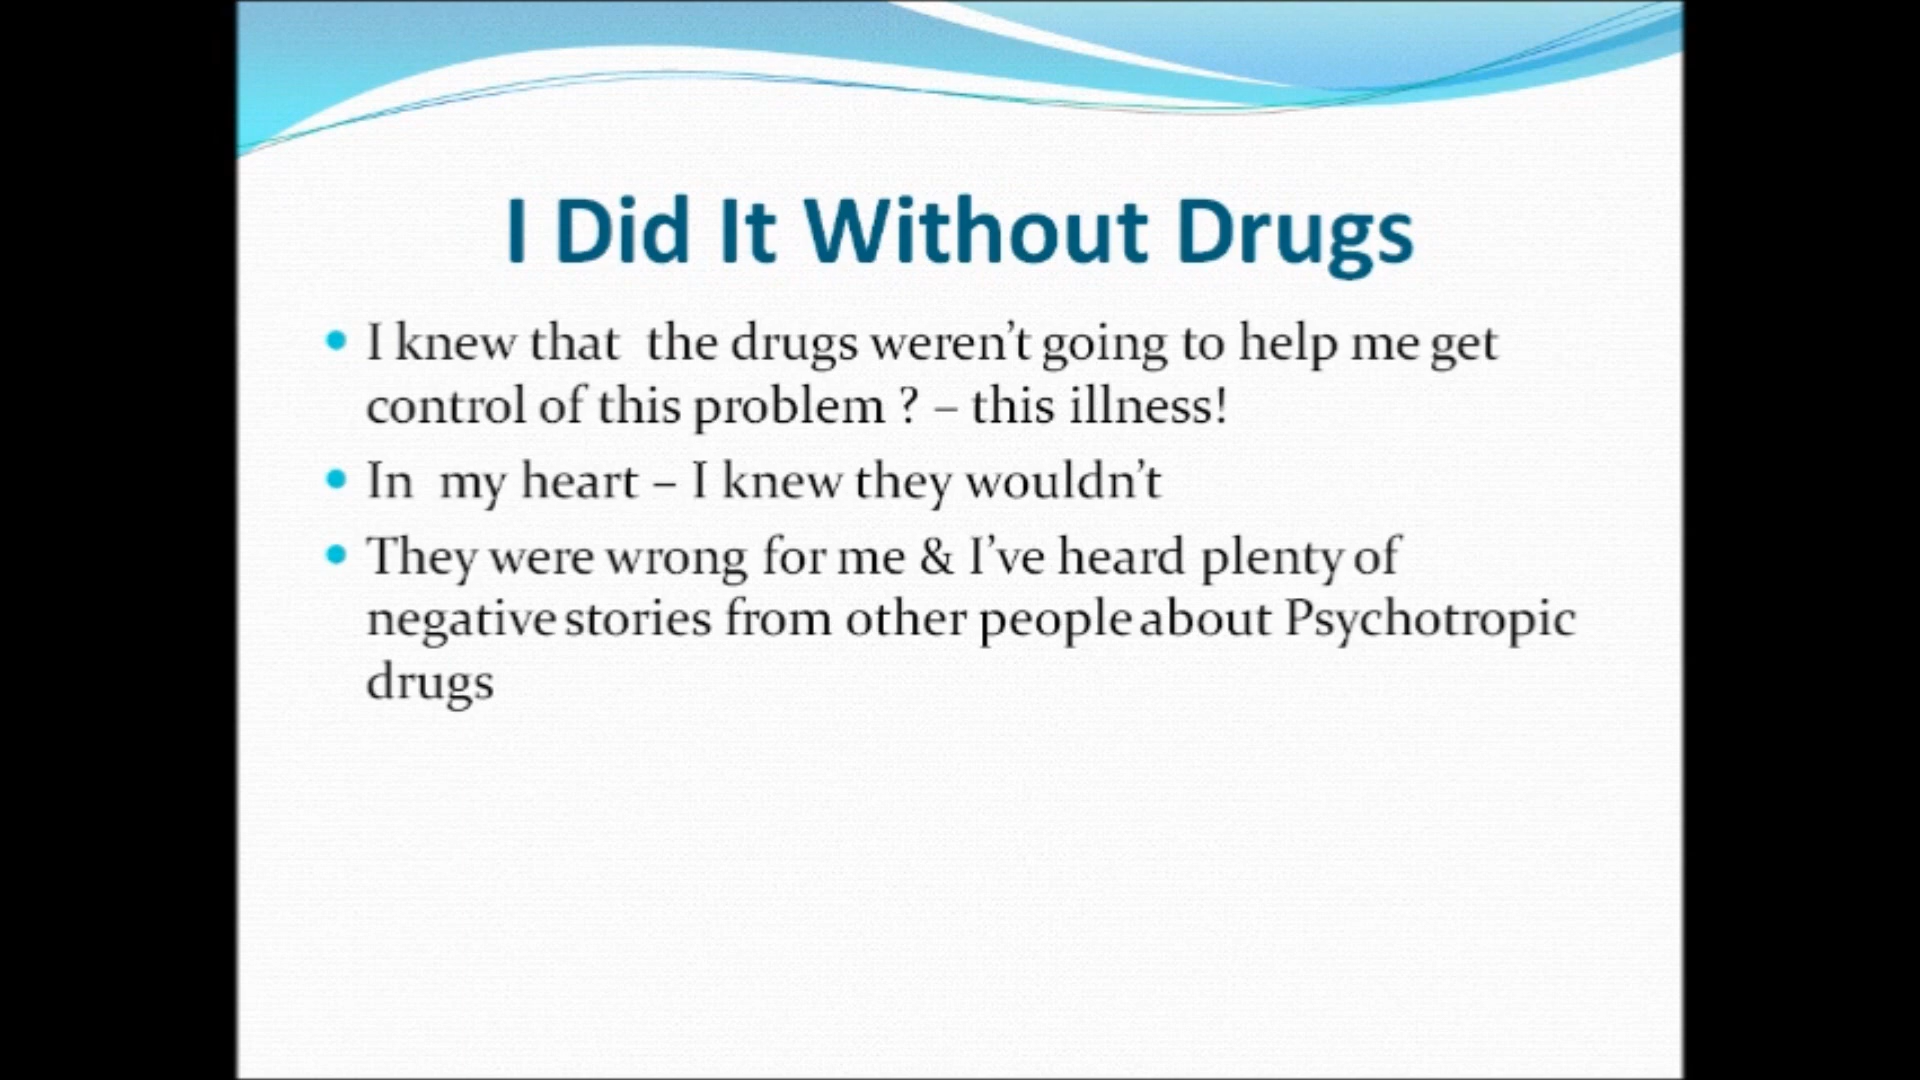 I Did It Without Drugs
• I knew that the drugs weren’t going to help me get
control of this problem ? – this illness!
• In my heart – I knew they wouldn’t
• They were wrong for me & I’ve heard plenty of
negative stories from other people about Psychotropic
drugs